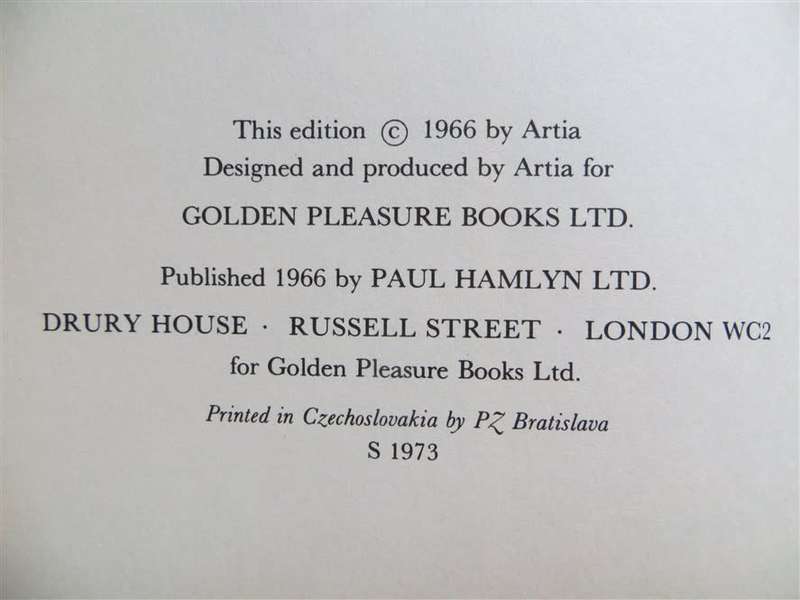 This edition © 1966 by Artia
Designed and produced by Artia for
GOLDEN PLEASURE BOOKS LTD.
Published 1966 by PAUL HAMLYN LTD.
DRURY HOUSE · RUSSELL STREET · LONDON WC2
for Golden Pleasure Books Ltd.
Printed in Czechoslovakia by PZ Bratislava
S 1973